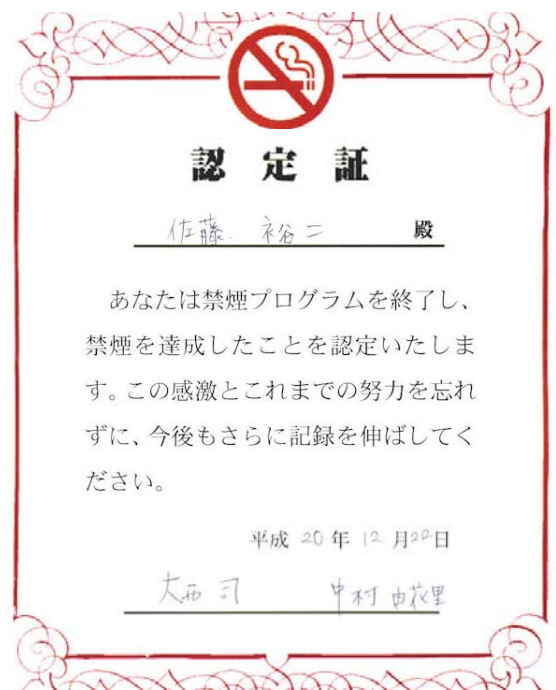 認定証
佐藤 裕二 殿
あなたは禁煙プログラムを終了し、
禁煙を達成したことを認定いたしま
す。この感激とこれまでの努力を忘れ
ずに、今後もさらに記録を伸ばしてく
ださい。
平成 20 年 12 月 22 日
大西 司 中村 由花里